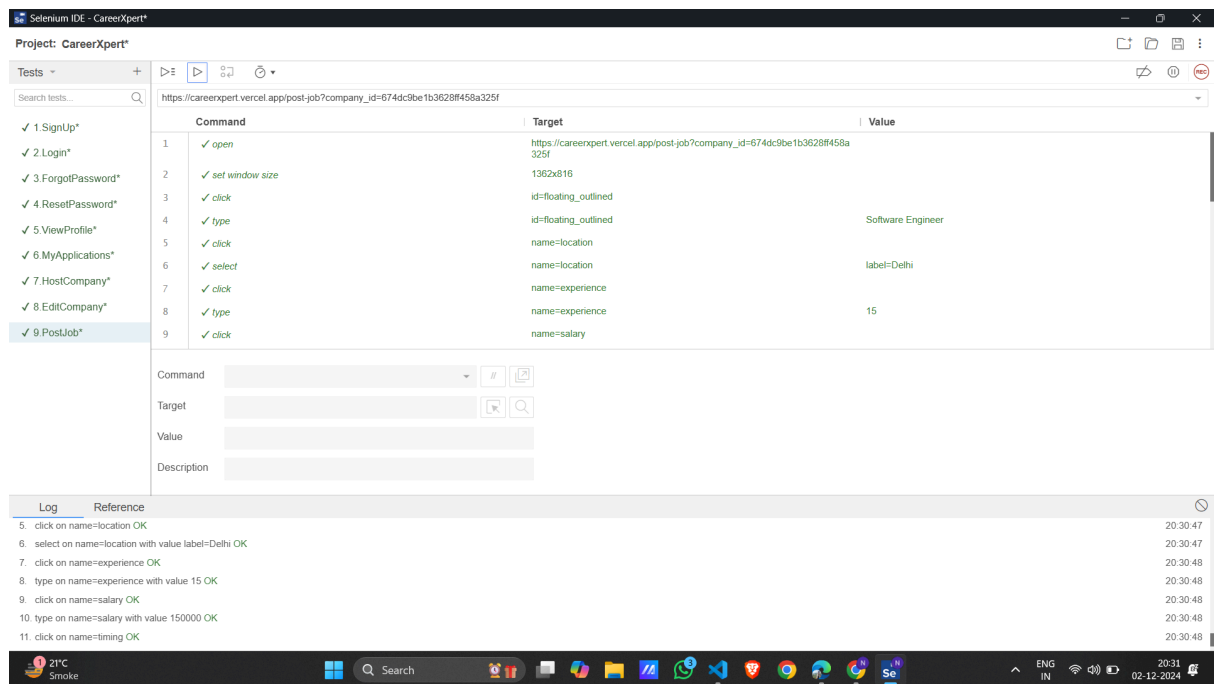 Selenium IDE - CareerXpert*
Project: CareerXpert*
Tests
Search tests...
https://careerxpert.vercel.app/post-job?company_id=674dc9be1b3628ff458a325f
✓ 1.SignUp*
✓ 2.Login*
✓ 3.ForgotPassword*
✓ 4.ResetPassword*
✓ 5.ViewProfile*
✓ 6.MyApplications*
✓ 7.HostCompany*
✓ 8.EditCompany*
✓ 9.PostJob*
Command Target Value
1 ✓ open https://careerxpert.vercel.app/post-job?company_id=674dc9be1b3628ff458a
325f
2 ✓ set window size 1362x816
3 ✓ click id=floating_outlined
4 ✓ type id=floating_outlined Software Engineer
5 ✓ click name=location
6 ✓ select name=location label=Delhi
7 ✓ click name=experience
8 ✓ type name=experience 15
9 ✓ click name=salary
Command //
Target
Value
Description
Log Reference
5. click on name=location OK 20:30:47
6. select on name=location with value label=Delhi OK 20:30:47
7. click on name=experience OK 20:30:48
8. type on name=experience with value 15 OK 20:30:48
9. click on name=salary OK 20:30:48
10. type on name=salary with value 150000 OK 20:30:48
11. click on name=timing OK 20:30:48
1 21°C
Smoke
Search
3
ENG
IN
20:31
02-12-2024
REC
Se
N